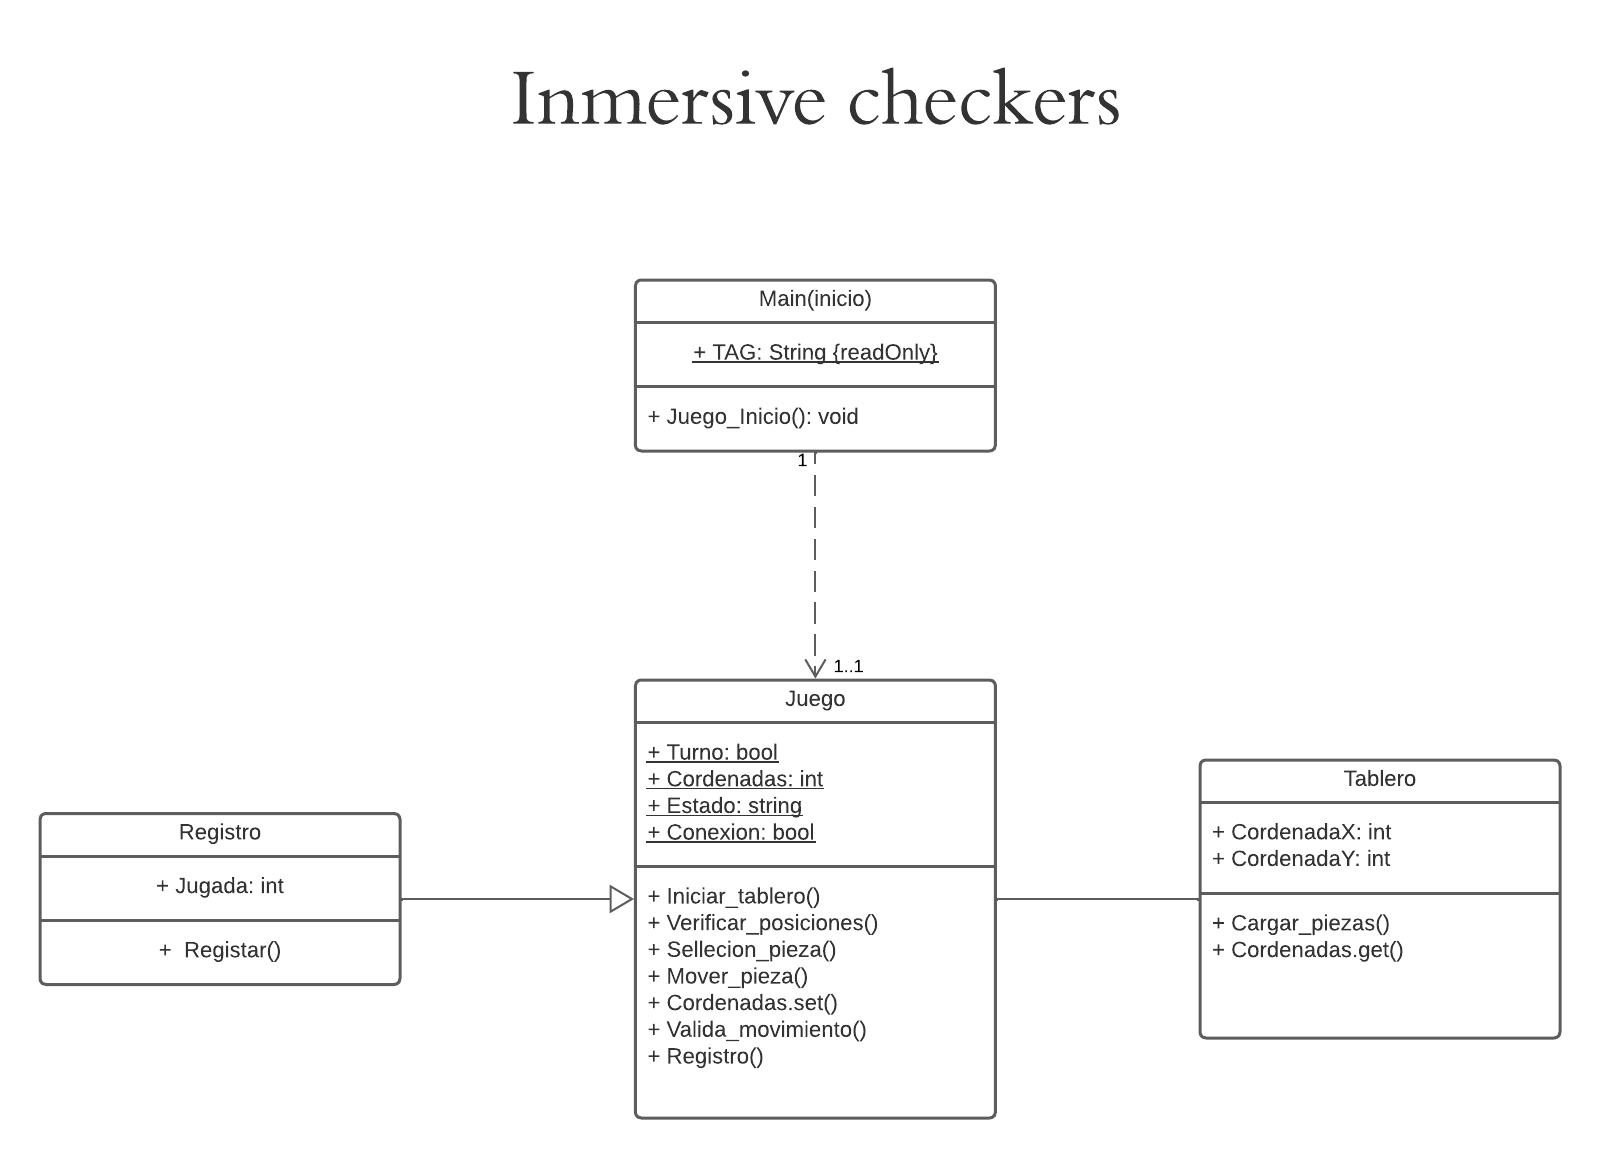 Inmersive checkers
Main(inicio)
+ TAG: String {readOnly}
+ Juego_Inicio(): void
1
1..1
Juego
+ Turno: bool
+ Cordenadas: int
+ Estado: string
+ Conexion: bool
+ Iniciar_tablero()
+ Verificar_posiciones()
+ Sellecion_pieza()
+ Mover_pieza()
+ Cordenadas.set()
+ Valida_movimiento()
+ Registro()
Registro
+ Jugada: int
+ Registar()
Tablero
+ CordenadaX: int
+ CordenadaY: int
+ Cargar_piezas()
+ Cordenadas.get()